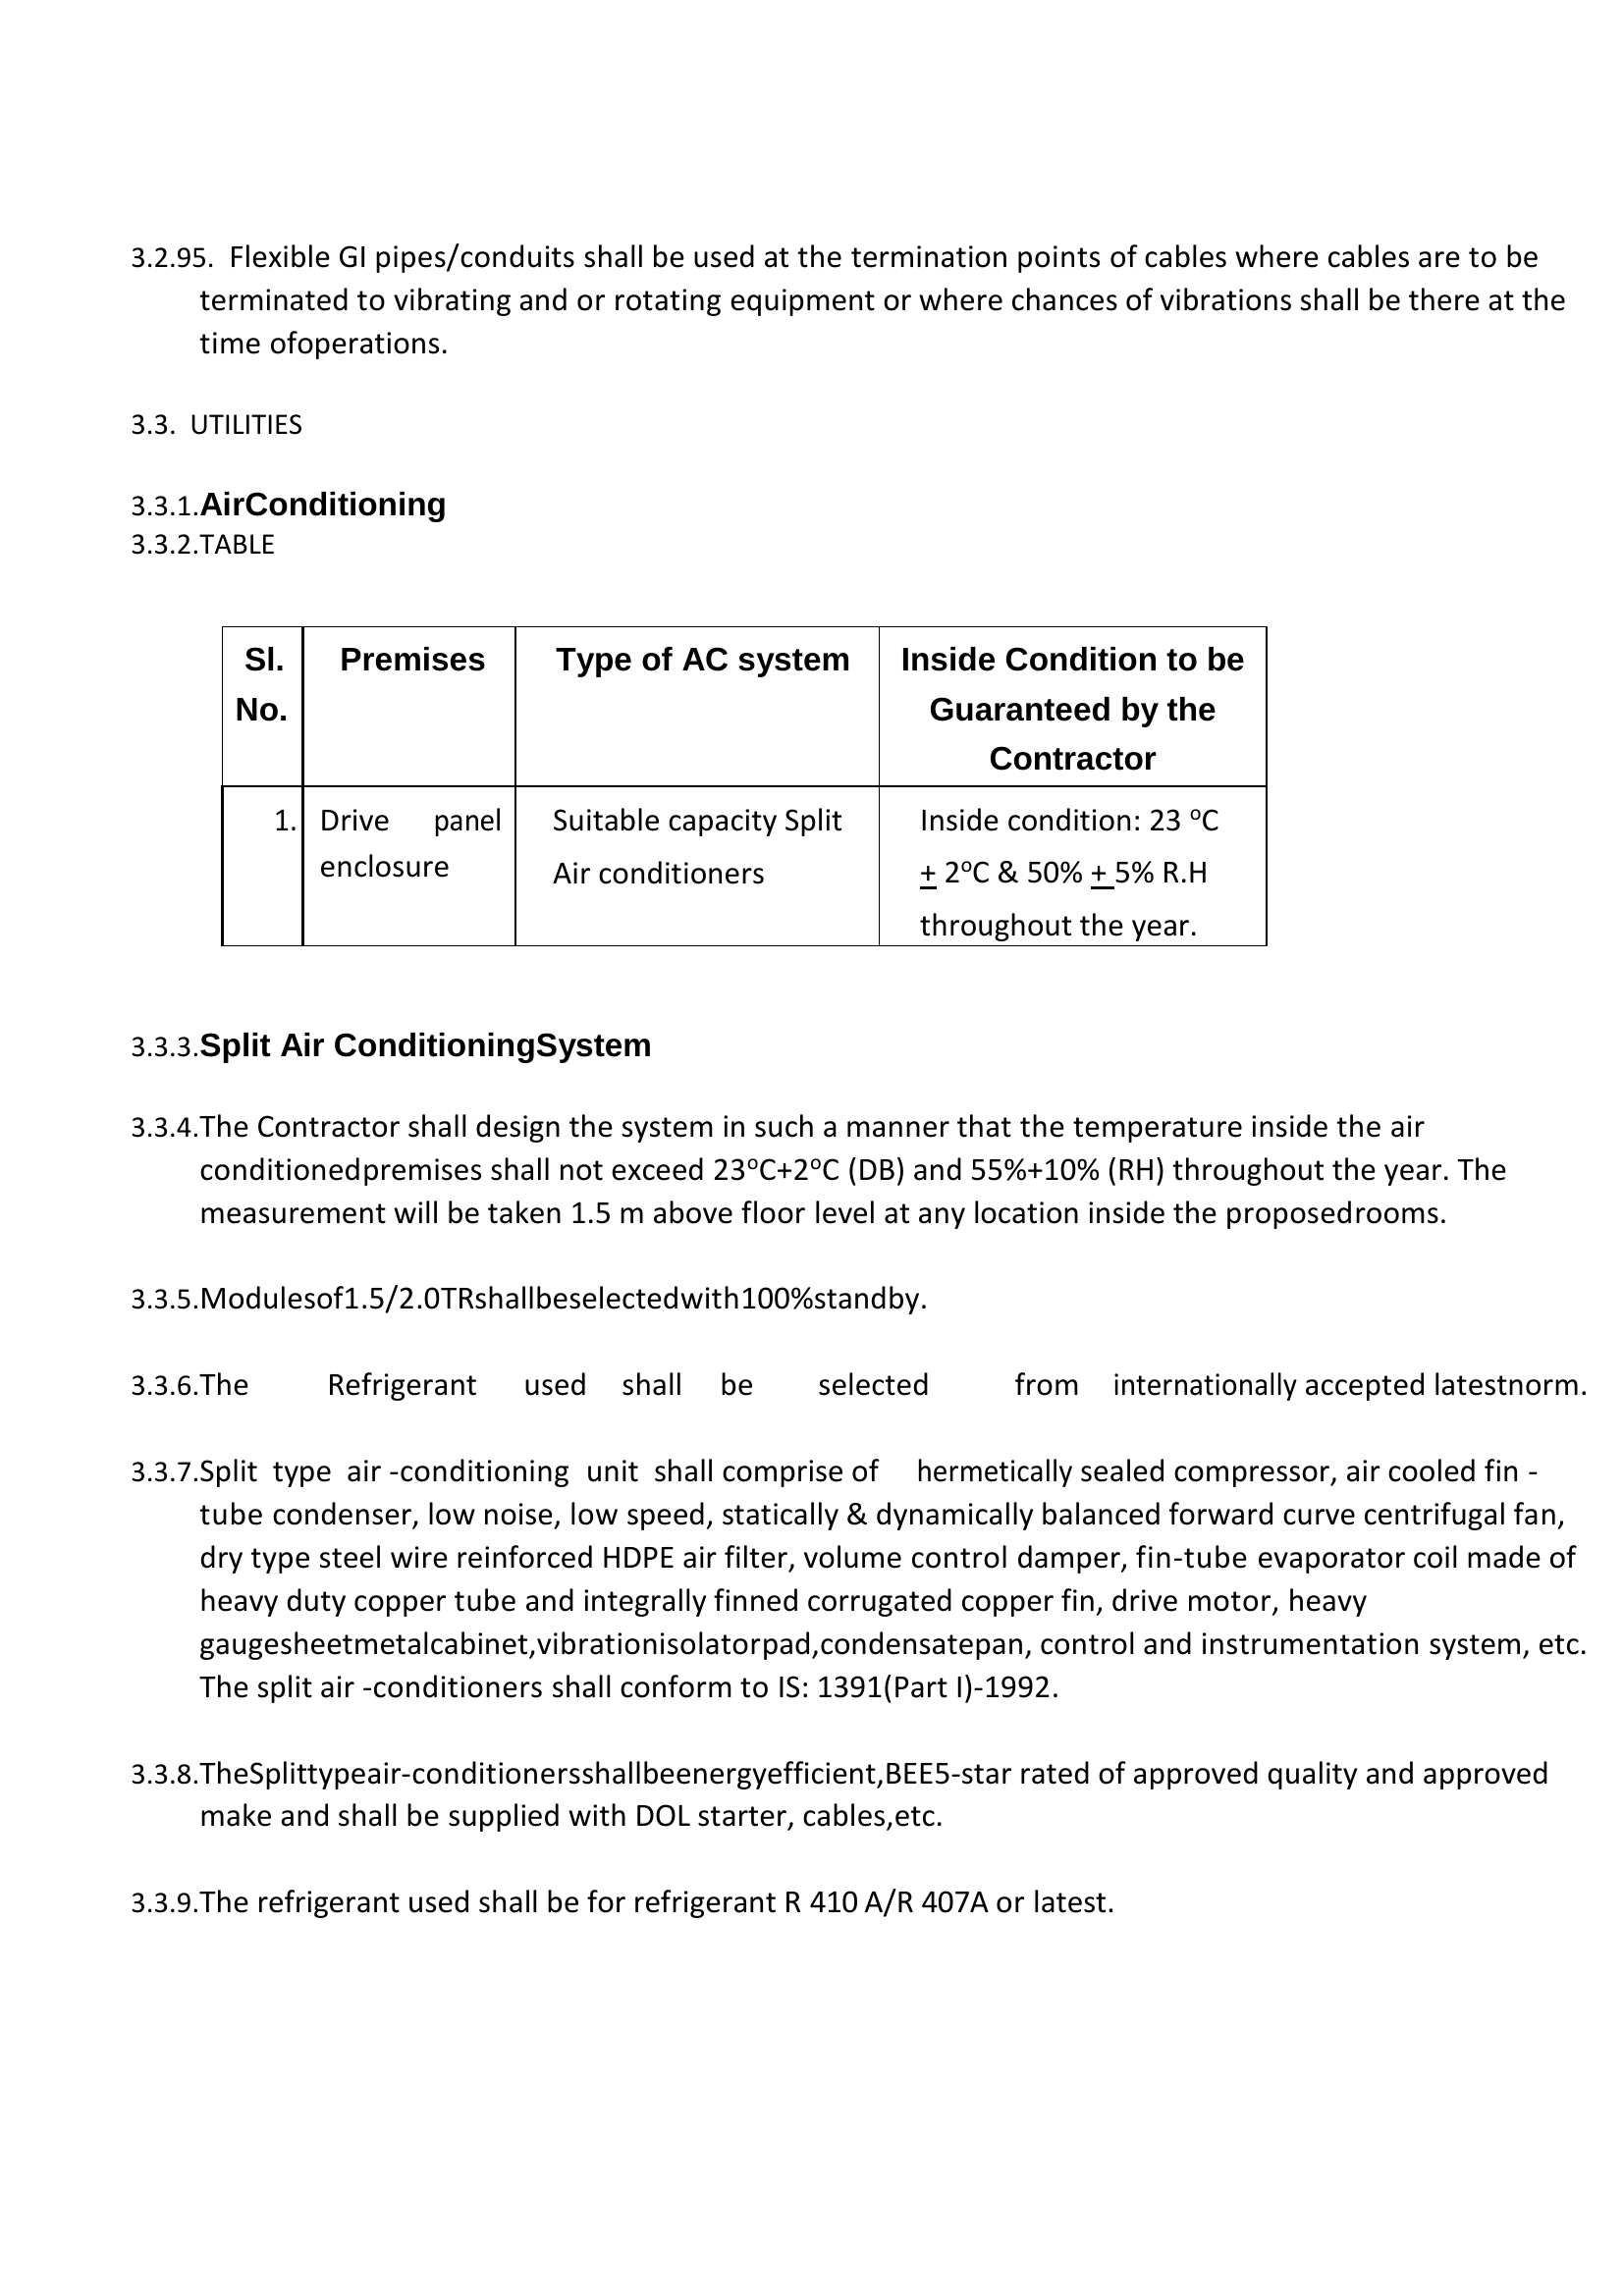 3.2.95. Flexible GI pipes/conduits shall be used at the termination points of cables where cables are to be
terminated to vibrating and or rotating equipment or where chances of vibrations shall be there at the
time ofoperations.
3.3. UTILITIES
3.3.1.AirConditioning
3.3.2.TABLE
Sl. No.
Premises
Type of AC system
Inside Condition to be
Guaranteed by the
Contractor
1.
Drive panel
enclosure
Suitable capacity Split
Air conditioners
Inside condition: 23 ºC
+ 2ºC & 50% + 5% R.H
throughout the year.
3.3.3.Split Air ConditioningSystem
3.3.4.The Contractor shall design the system in such a manner that the temperature inside the air
conditionedpremises shall not exceed 23ºC+2ºC (DB) and 55%+10% (RH) throughout the year. The
measurement will be taken 1.5 m above floor level at any location inside the proposedrooms.
3.3.5.Modulesof1.5/2.0TRshallbeselectedwith100%standby.
3.3.6.The Refrigerant used shall be selected from internationally accepted latestnorm.
3.3.7.Split type air -conditioning unit shall comprise of hermetically sealed compressor, air cooled fin -
tube condenser, low noise, low speed, statically & dynamically balanced forward curve centrifugal fan,
dry type steel wire reinforced HDPE air filter, volume control damper, fin-tube evaporator coil made of
heavy duty copper tube and integrally finned corrugated copper fin, drive motor, heavy
gaugesheetmetalcabinet,vibrationisolatorpad,condensatepan, control and instrumentation system, etc.
The split air -conditioners shall conform to IS: 1391(Part I)-1992.
3.3.8.TheSplittypeair-conditionersshallbeenergyefficient,BEE5-star rated of approved quality and approved
make and shall be supplied with DOL starter, cables,etc.
3.3.9.The refrigerant used shall be for refrigerant R 410 A/R 407A or latest.